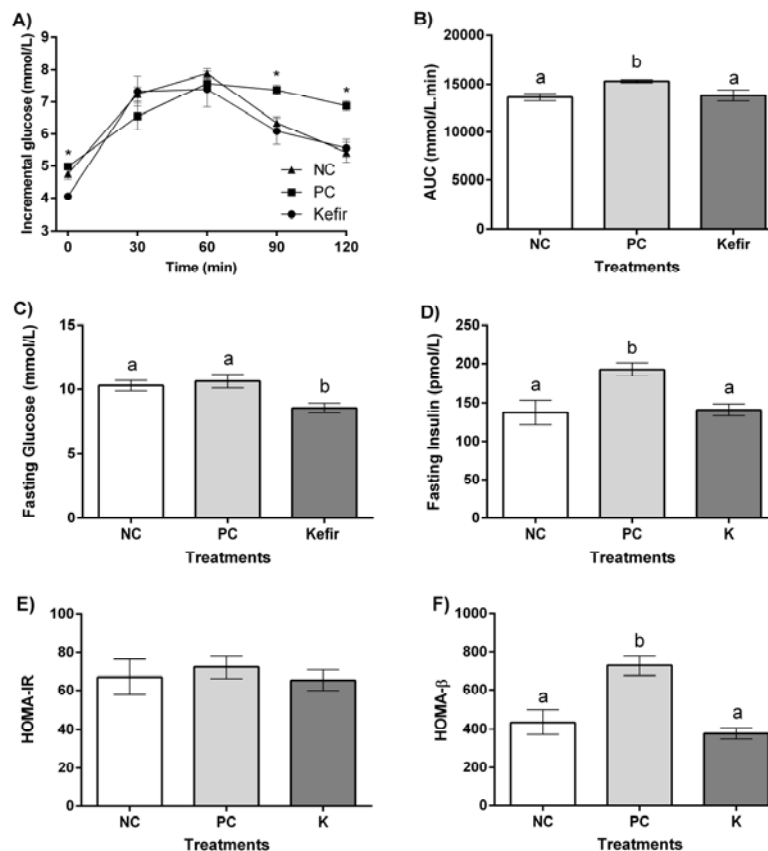 A)
Incremental glucose (mmol/L)
9
8
7
6
5
4
3
*
*
*
NC
PC
Kefir
0 30 60 90 120
Time (min)
B)
AUC (mmol/L.min)
20000
15000
10000
5000
0
a b a
NC PC Kefir
Treatments
C)
Fasting Glucose (mmol/L)
15
10
5
0
a a b
NC PC Kefir
Treatments
D)
Fasting Insulin (pmol/L)
250
200
150
100
50
0
a b a
NC PC K
Treatments
E)
HOMA-IR
100
80
60
40
20
0
NC PC K
Treatments
F)
HOMA-β
1000
800
600
400
200
0
a b a
NC PC K
Treatments